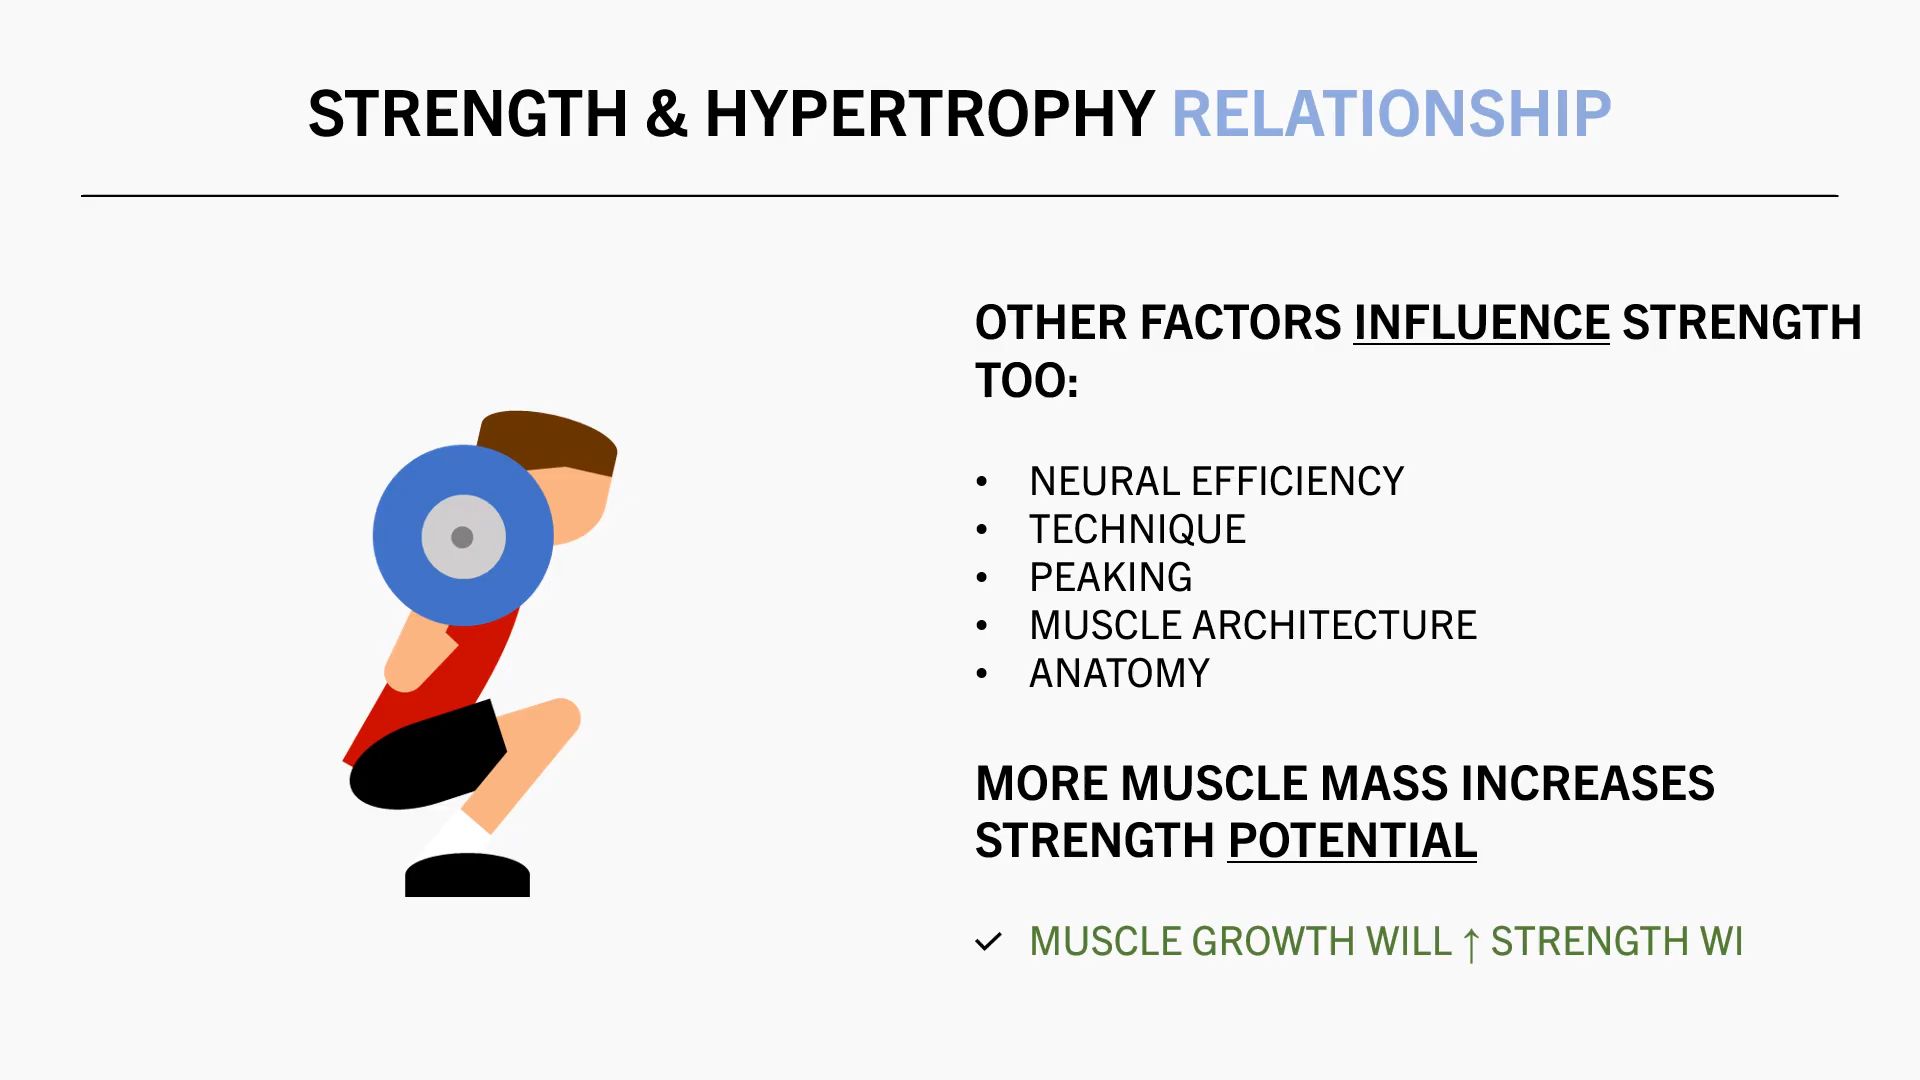 STRENGTH & HYPERTROPHY RELATIONSHIP
OTHER FACTORS INFLUENCE STRENGTH
TOO:
• NEURAL EFFICIENCY
• TECHNIQUE
• PEAKING
• MUSCLE ARCHITECTURE
• ANATOMY
MORE MUSCLE MASS INCREASES
STRENGTH POTENTIAL
✓ MUSCLE GROWTH WILL ↑ STRENGTH WI